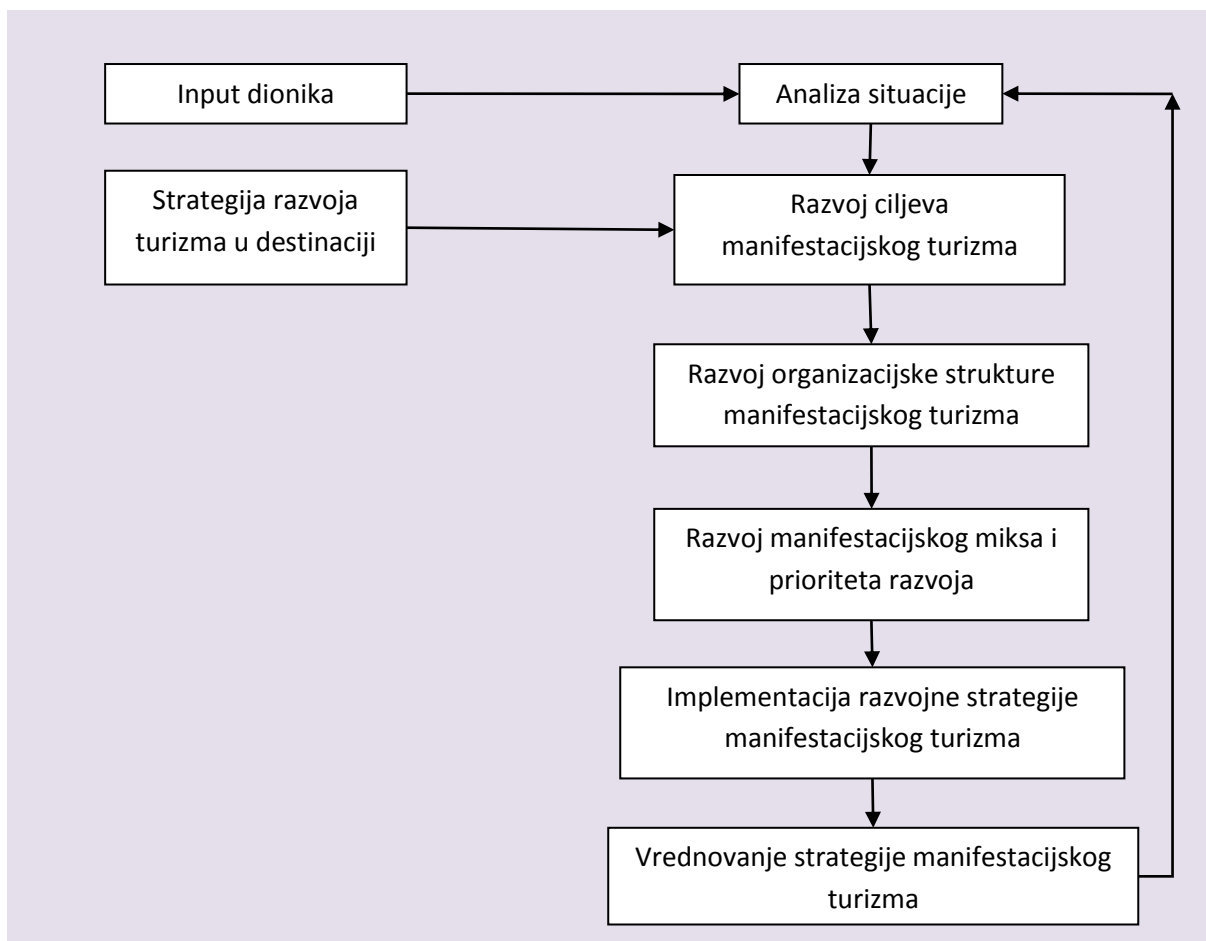 Input dionika
Analiza situacije
Strategija razvoja
turizma u destinaciji
Razvoj ciljeva
manifestacijskog turizma
Razvoj organizacijske strukture
manifestacijskog turizma
Razvoj manifestacijskog miksa i
prioriteta razvoja
Implementacija razvojne strategije
manifestacijskog turizma
Vrednovanje strategije manifestacijskog
turizma